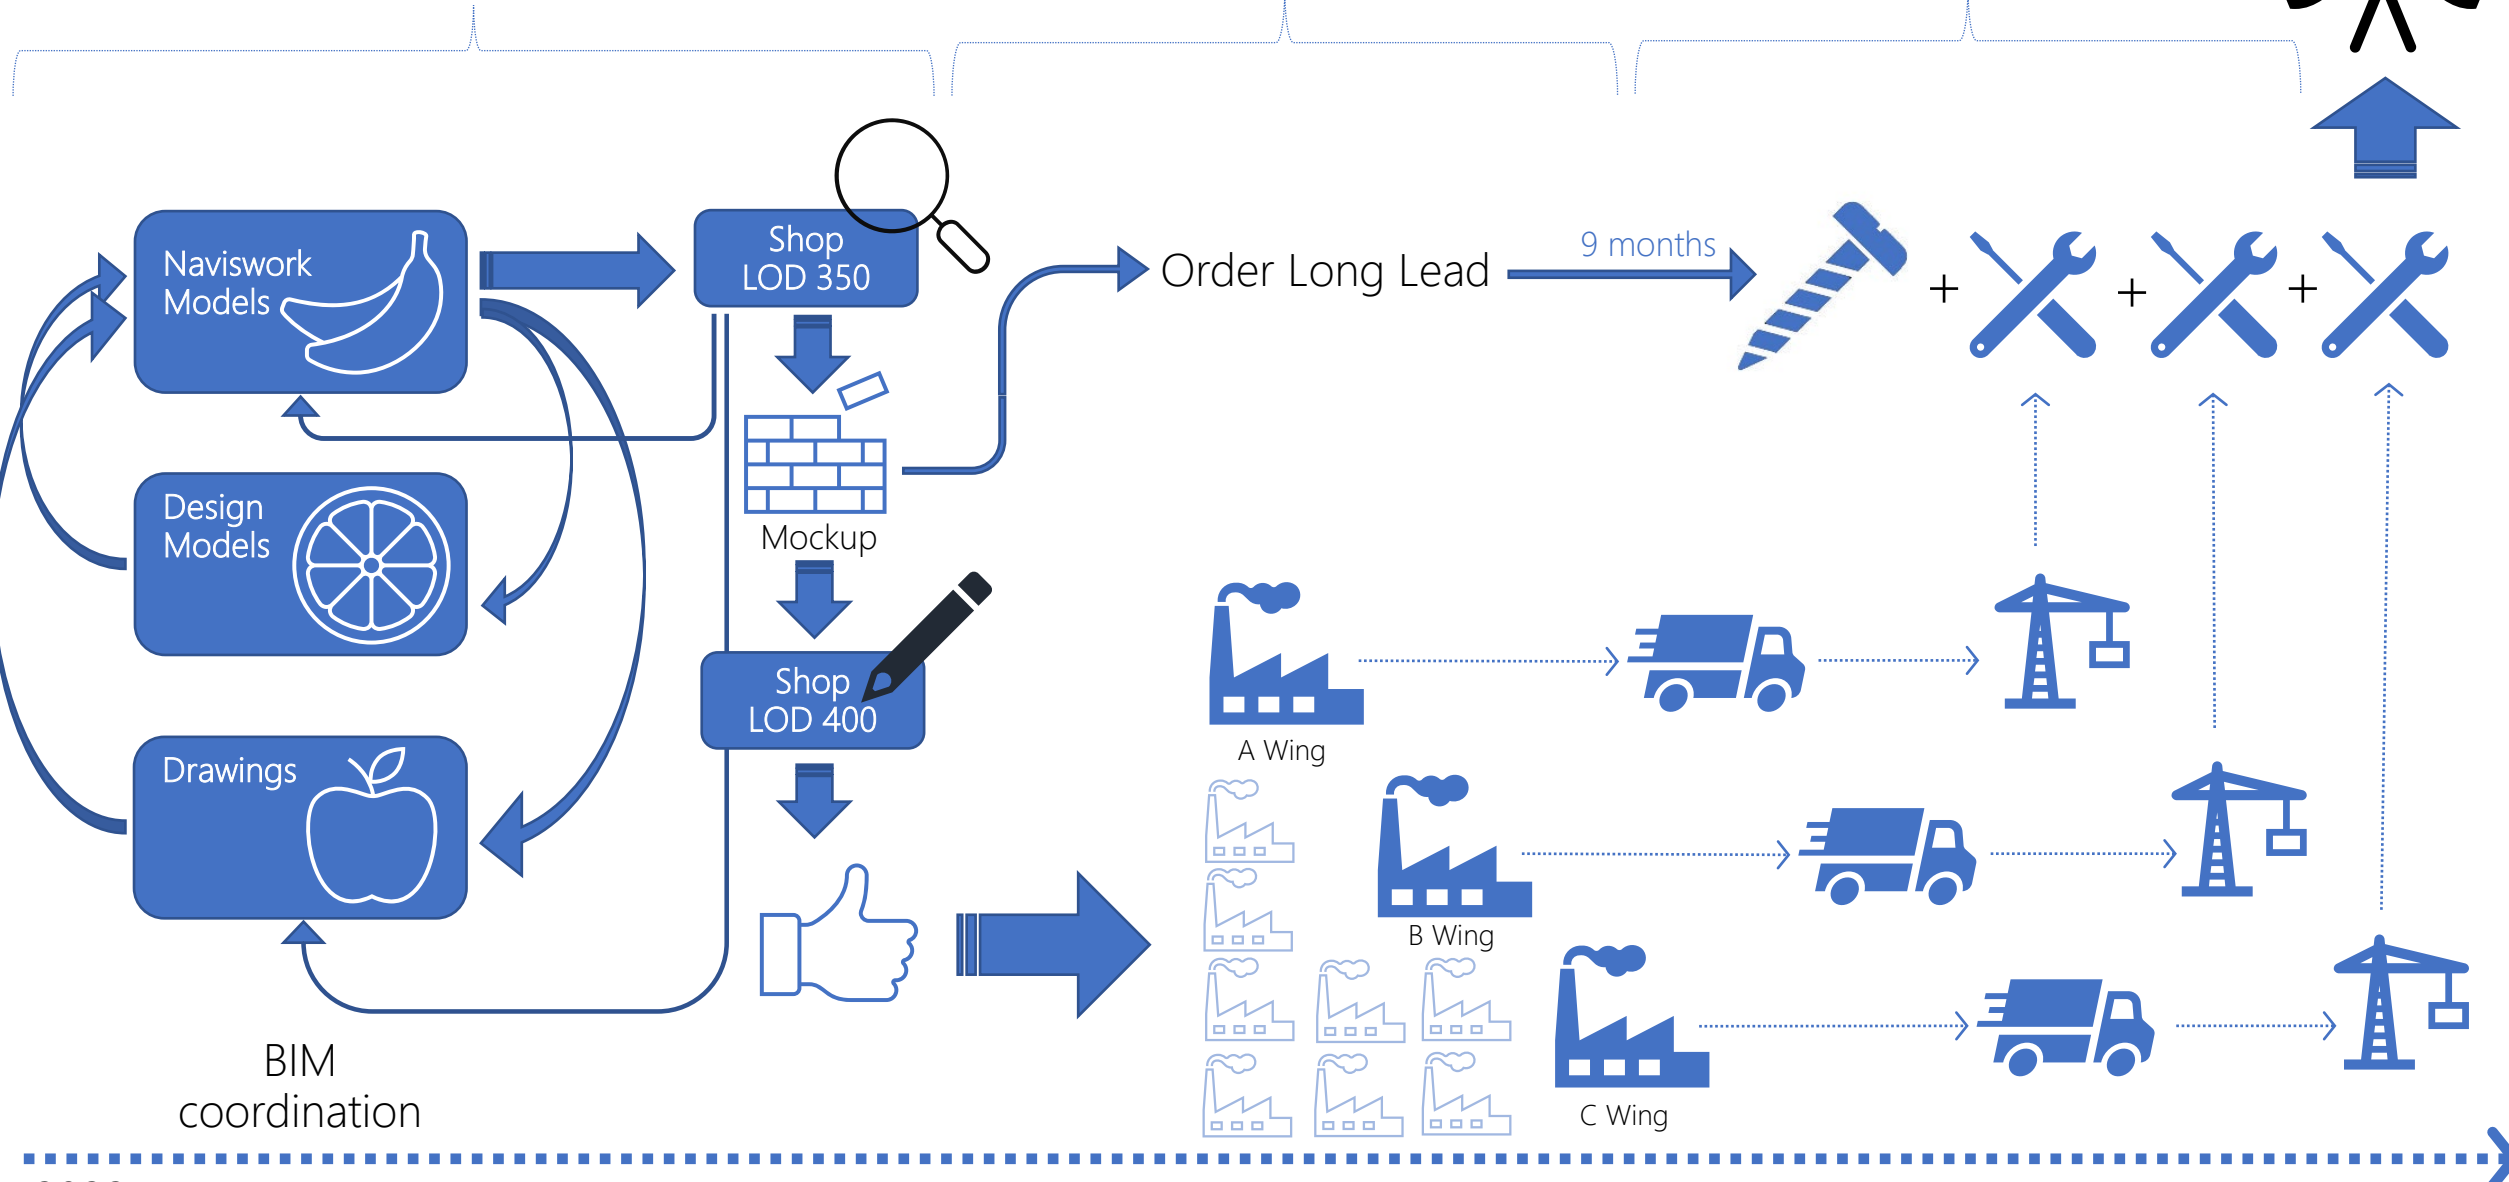 Naviswork
Models
Shop
LOD 350
Order Long Lead
9 months
+
+
+
Design
Models
Mockup
Shop
LOD 400
Drawings
A Wing
B Wing
C Wing
BIM
coordination